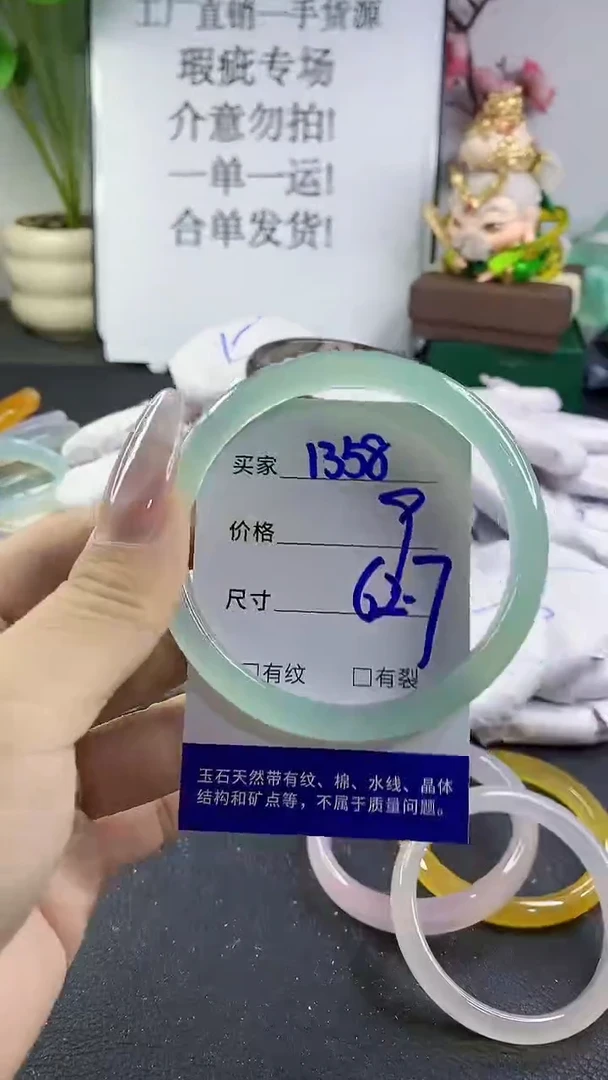 工厂直销一手货源
瑕疵专场
介意勿拍!
一单一运!
合单发货!
买家 1358
价格
尺寸 62.7
□有纹 □有裂
玉石天然带有纹、棉、水线、晶体
结构和矿点等，不属于质量问题。